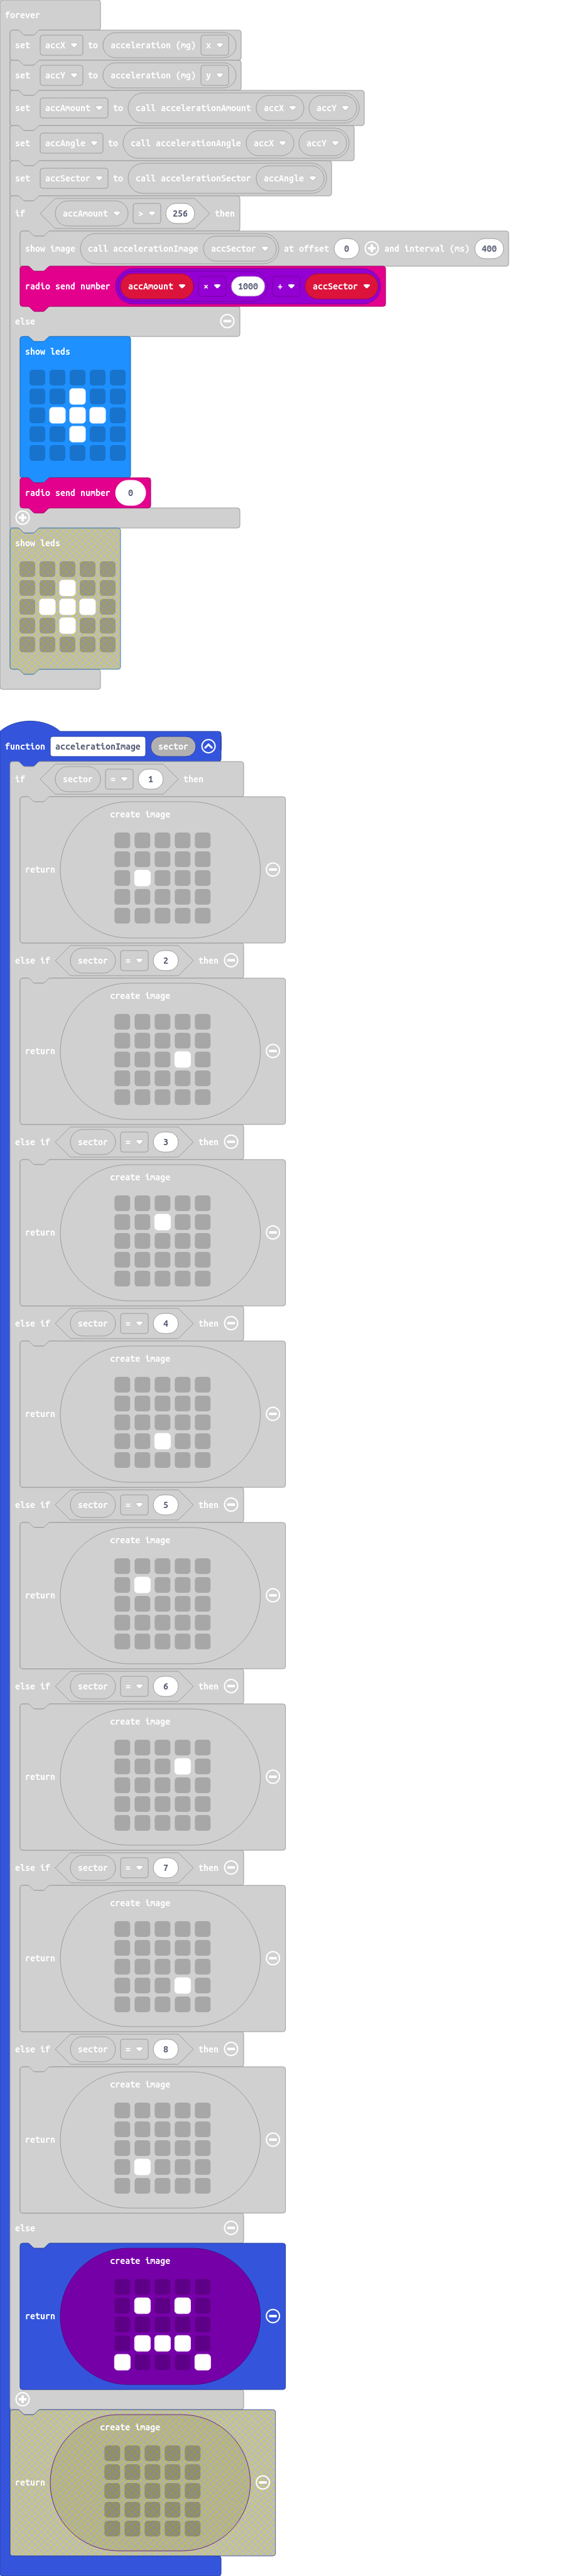 forever
set accX to acceleration (mg) x
set accY to acceleration (mg) y
set accAmount to call accelerationAmount accX accY
set accAngle to call accelerationAngle accX accY
set accSector to call accelerationSector accAngle
if accAmount > 256 then
show image call accelerationImage accSector at offset 0 and interval (ms) 400
radio send number accAmount × 1000 + accSector
else
show leds
radio send number 0
show leds
function accelerationImage sector
if sector = 1 then
create image
return
else if sector = 2 then
create image
return
else if sector = 3 then
create image
return
else if sector = 4 then
create image
return
else if sector = 5 then
create image
return
else if sector = 6 then
create image
return
else if sector = 7 then
create image
return
else if sector = 8 then
create image
return
else
create image
return
create image
return